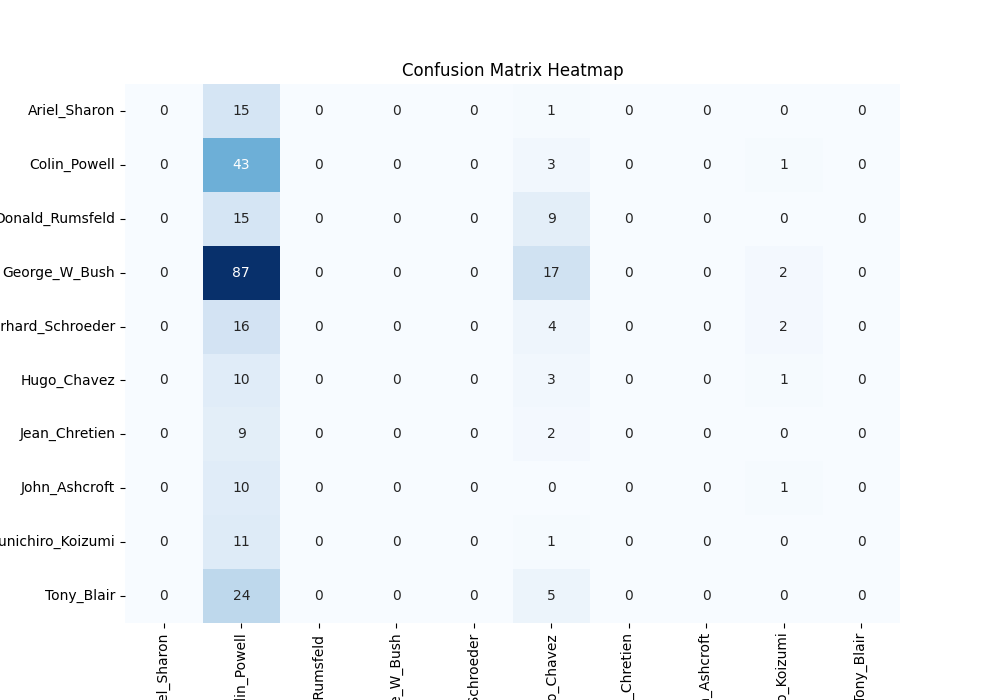 Confusion Matrix Heatmap
Ariel_Sharon 0 15 0 0 0 1 0 0 0 0
Colin_Powell 0 43 0 0 0 3 0 0 1 0
Donald_Rumsfeld 0 15 0 0 0 9 0 0 0 0
George_W_Bush 0 87 0 0 0 17 0 0 2 0
rhard_Schroeder 0 16 0 0 0 4 0 0 2 0
Hugo_Chavez 0 10 0 0 0 3 0 0 1 0
Jean_Chretien 0 9 0 0 0 2 0 0 0 0
John_Ashcroft 0 10 0 0 0 0 0 0 1 0
unichiro_Koizumi 0 11 0 0 0 1 0 0 0 0
Tony_Blair 0 24 0 0 0 5 0 0 0 0
el_Sharon
lin_Powell
Rumsfeld
e_W_Bush
Schroeder
o_Chavez
_Chretien
_Ashcroft
o_Koizumi
Tony_Blair